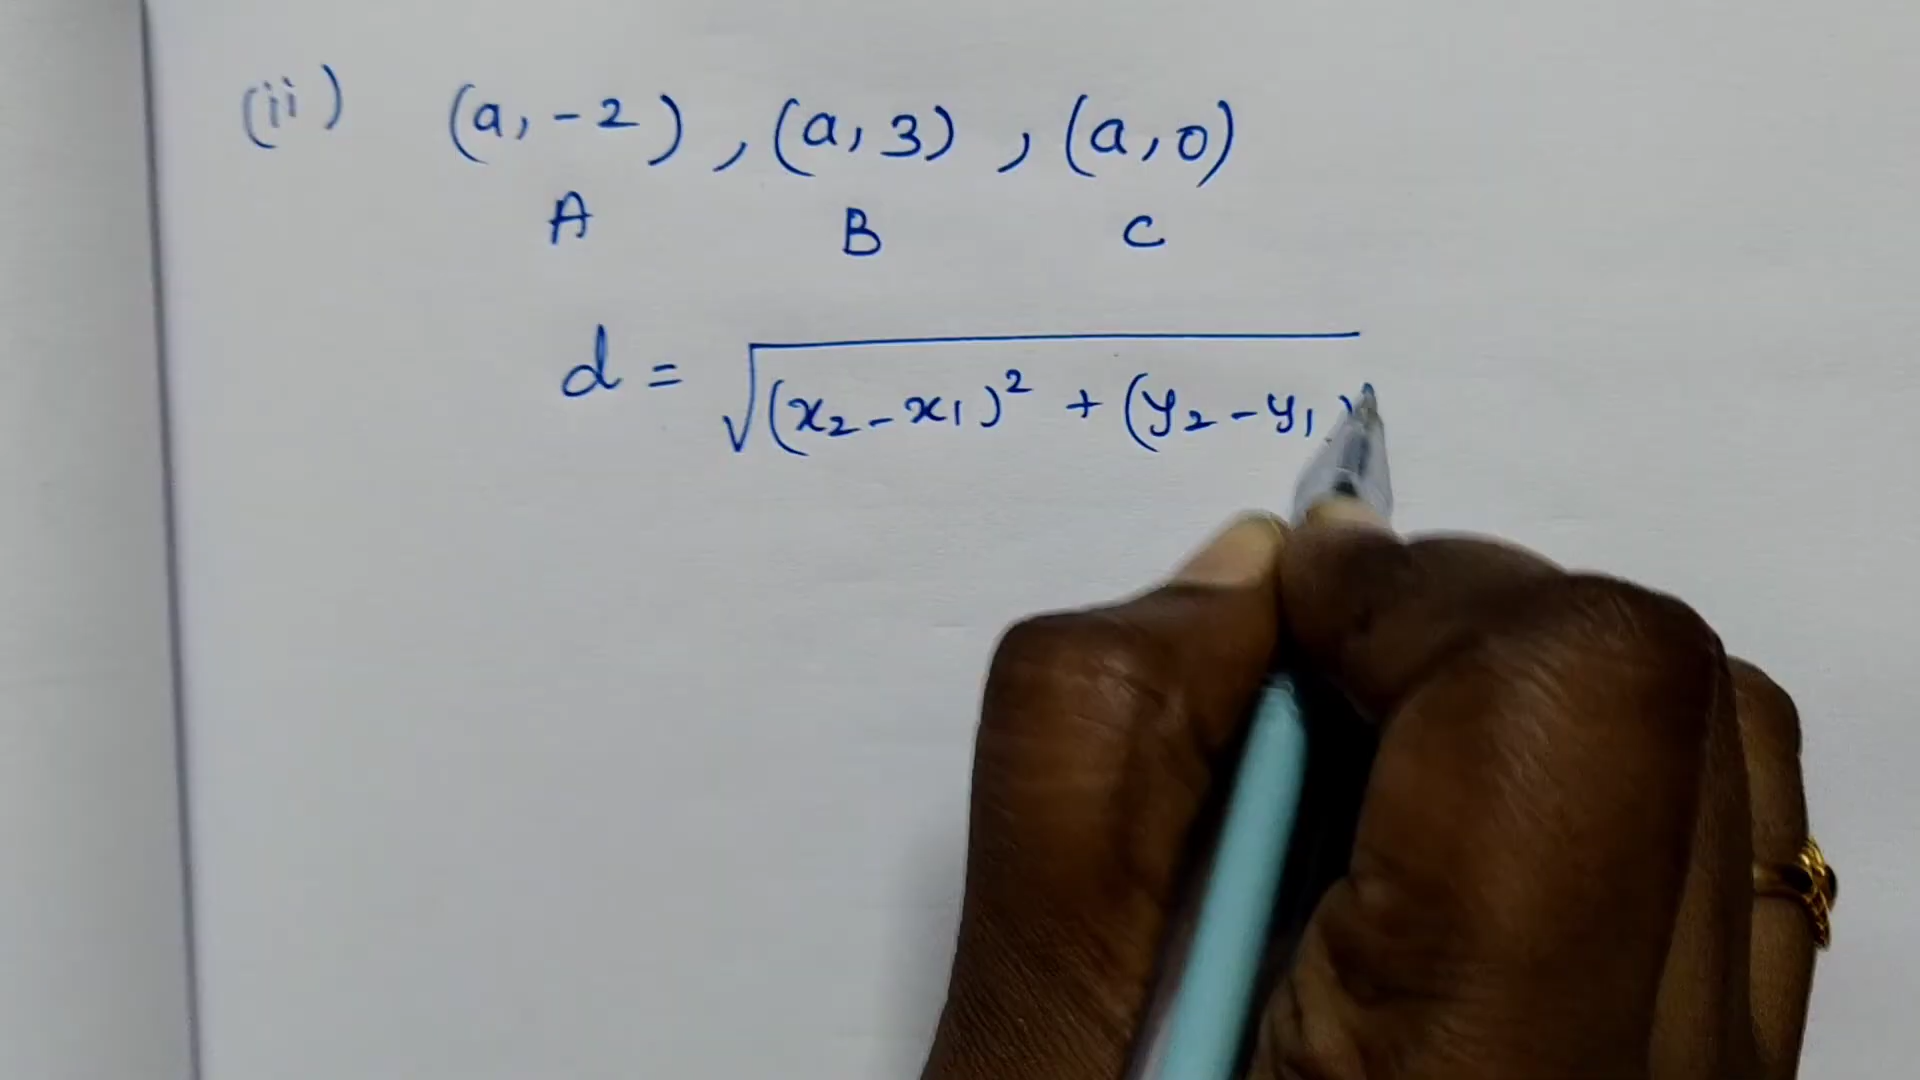 (ii) (a, -2), (a, 3), (a, 0)
A B C
d = √(x₂-x₁)² + (y₂-y₁)